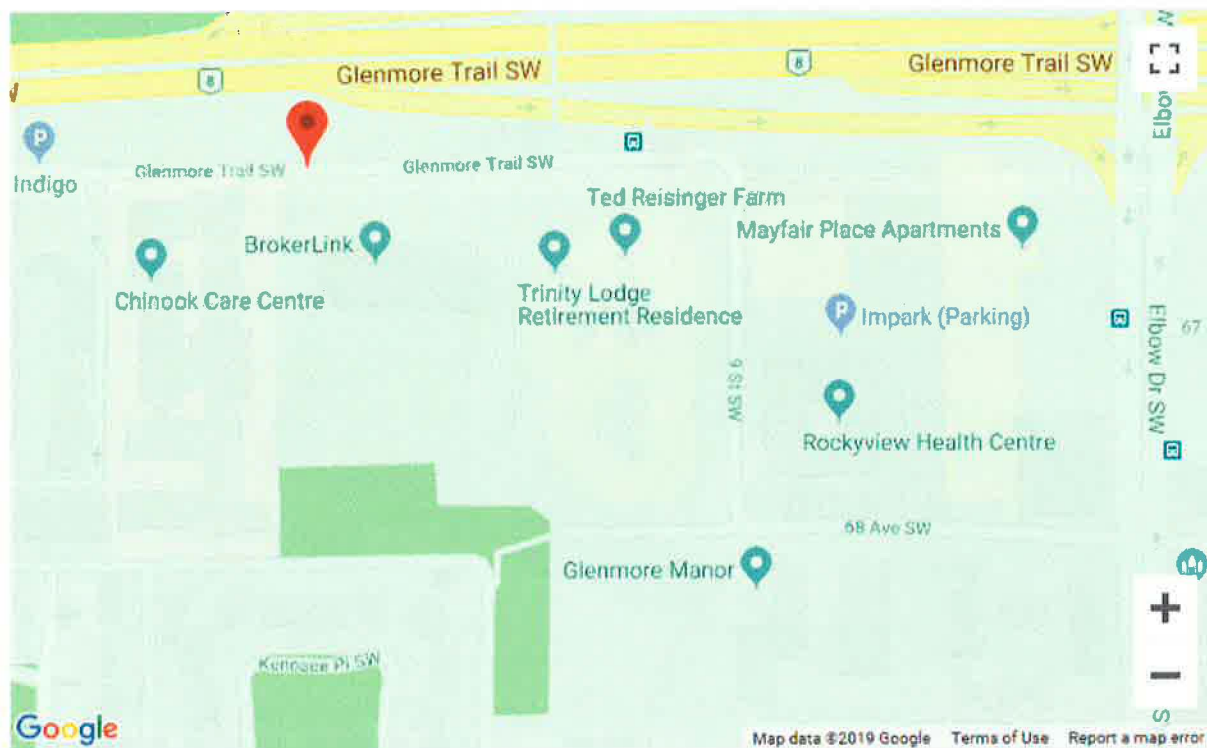 W
8
Glenmore Trail SW
8
Glenmore Trail SW
P
Indigo
Glenmore Trail SW
Glenmore Trail SW
Elbow
Ted Reisinger Farm
BrokerLink
Mayfair Place Apartments
Chinook Care Centre
Trinity Lodge
Retirement Residence
P
Impark (Parking)
67
9 St SW
Elbow Dr SW
Rockyview Health Centre
68 Ave SW
Glenmore Manor
+
−
S
Google
Map data ©2019 Google
Terms of Use
Report a map error